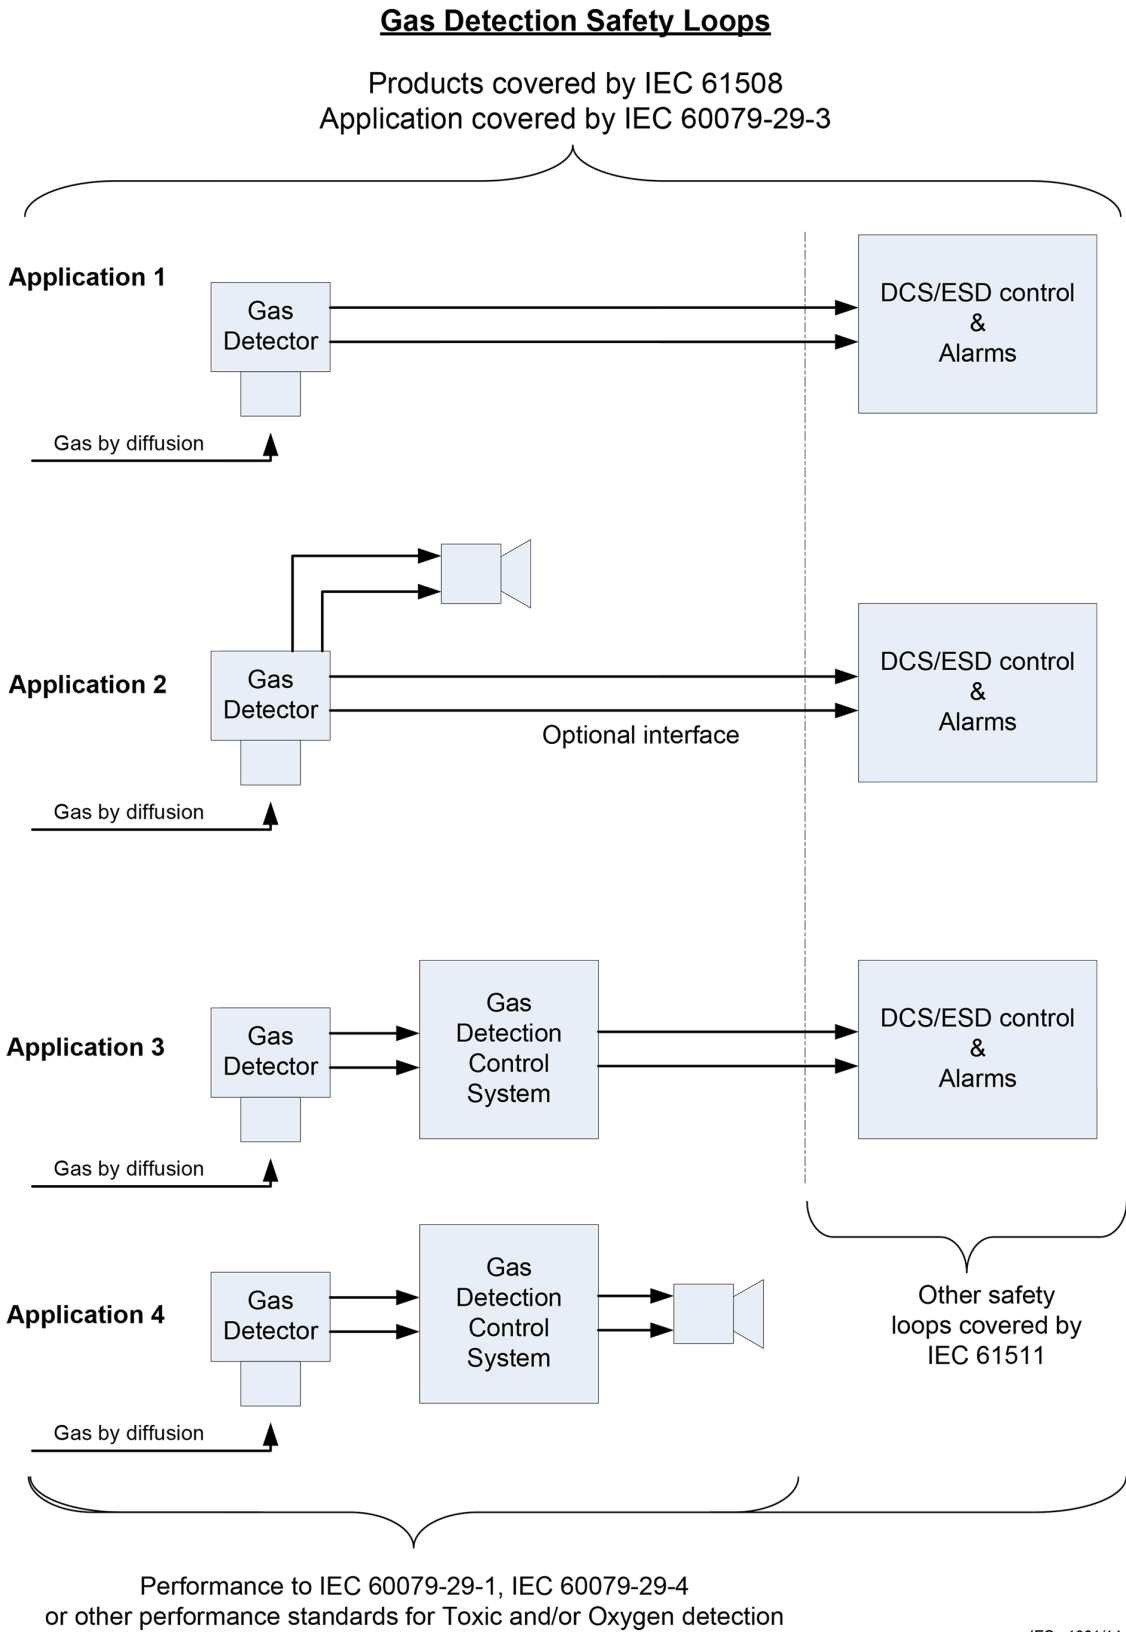 Gas Detection Safety Loops
Products covered by IEC 61508
Application covered by IEC 60079-29-3
Application 1
Gas
Detector
DCS/ESD control
&
Alarms
Gas by diffusion
Application 2
Gas
Detector
DCS/ESD control
&
Alarms
Optional interface
Gas by diffusion
Application 3
Gas
Detector
Gas
Detection
Control
System
DCS/ESD control
&
Alarms
Gas by diffusion
Application 4
Gas
Detector
Gas
Detection
Control
System
Other safety
loops covered by
IEC 61511
Gas by diffusion
Performance to IEC 60079-29-1, IEC 60079-29-4
or other performance standards for Toxic and/or Oxygen detection